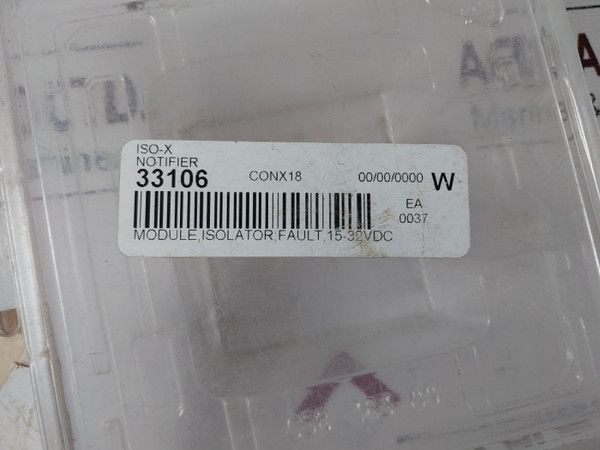 ISO-X
NOTIFIER
33106 CONX18 00/00/0000 W
EA
0037
MODULE,ISOLATOR,FAULT,15-32VDC